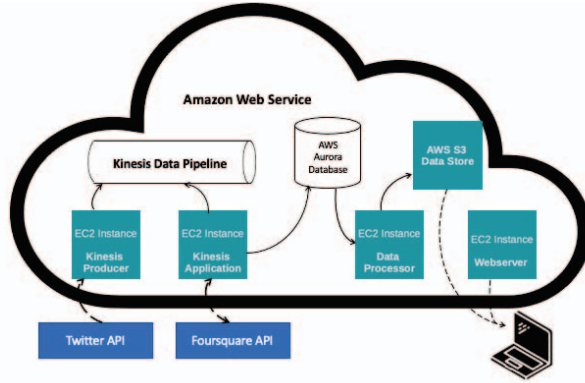 Amazon Web Service
Kinesis Data Pipeline
AWS
Aurora
Database
AWS S3
Data Store
EC2 Instance
Kinesis
Producer
EC2 Instance
Kinesis
Application
EC2 Instance
Data
Processor
EC2 Instance
Webserver
Twitter API
Foursquare API